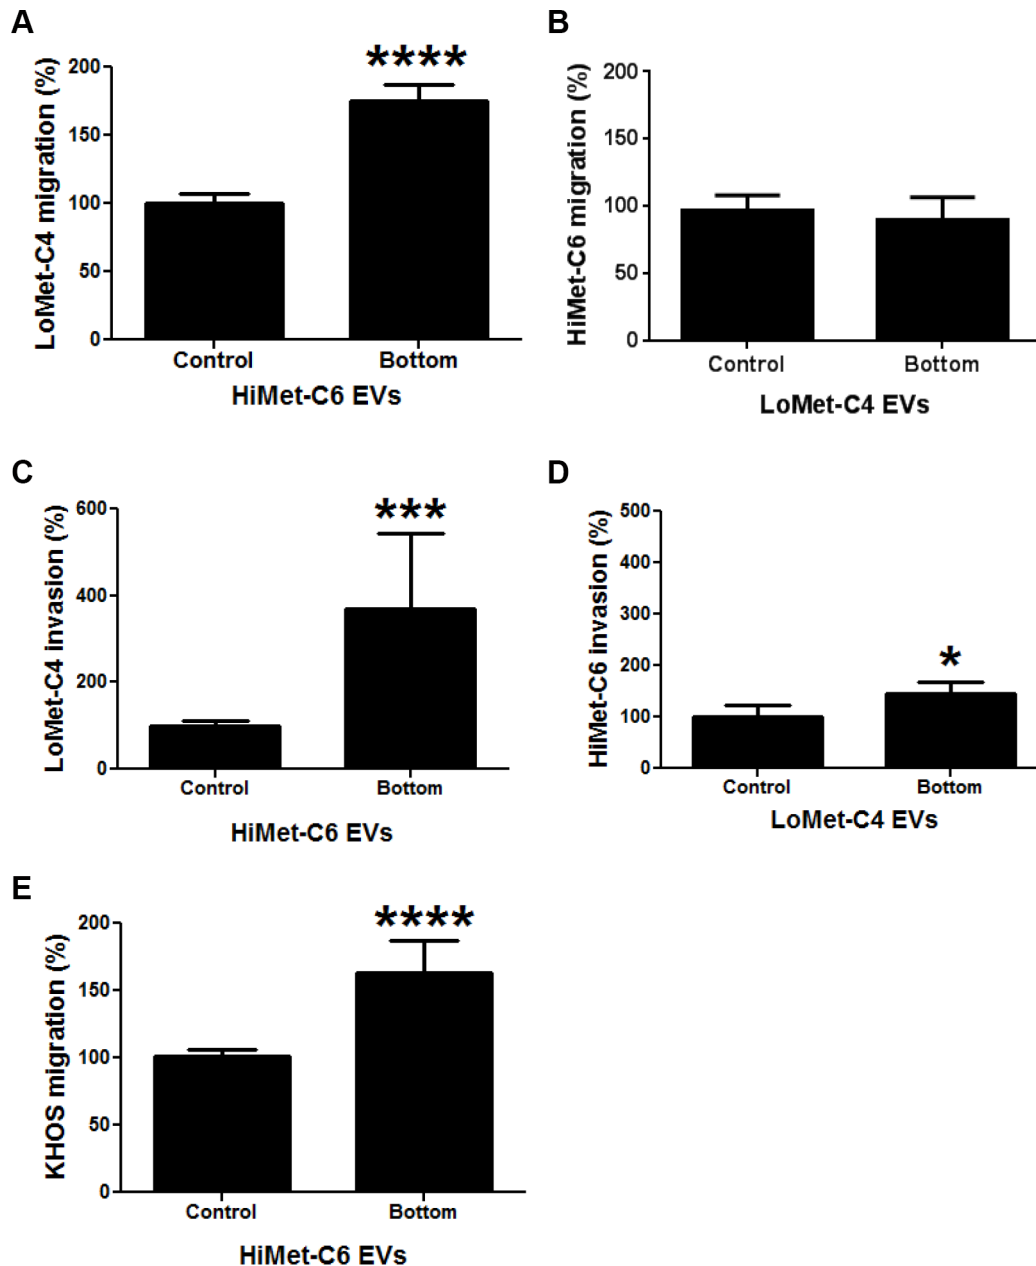 A
LoMet-C4 migration (%)
200
150
100
50
0
****
Control
Bottom
HiMet-C6 EVs
B
HiMet-C6 migration (%)
200
150
100
50
0
Control
Bottom
LoMet-C4 EVs
C
LoMet-C4 invasion (%)
600
400
200
0
***
Control
Bottom
HiMet-C6 EVs
D
HiMet-C6 invasion (%)
500
400
300
200
100
0
*
Control
Bottom
LoMet-C4 EVs
E
KHOS migration (%)
200
150
100
50
0
****
Control
Bottom
HiMet-C6 EVs